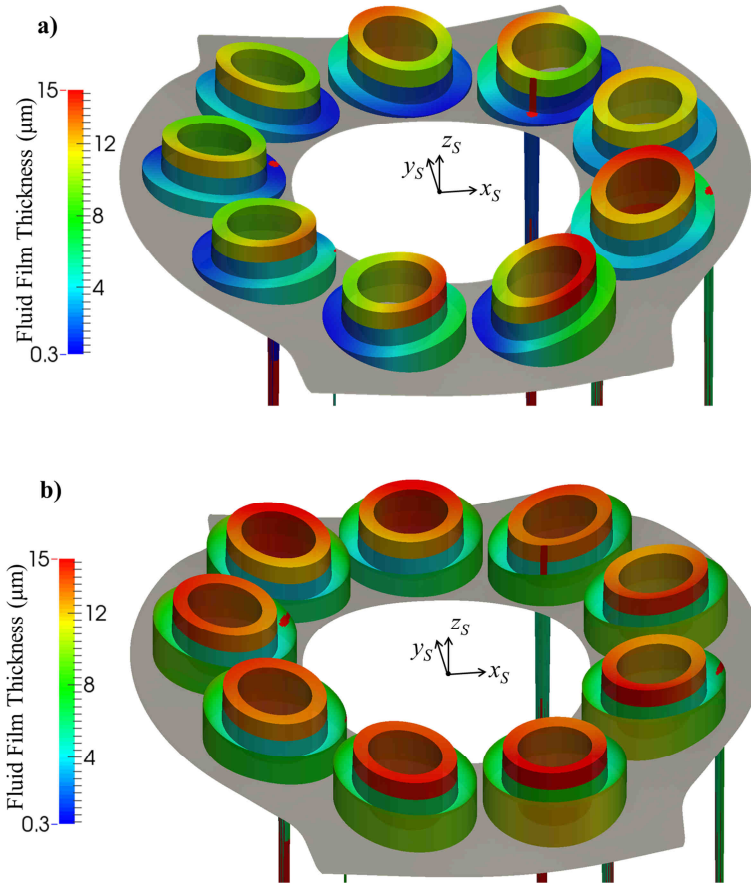 a)
Fluid Film Thickness (μm)
15
12
8
4
0.3
z_S
y_S
x_S
b)
Fluid Film Thickness (μm)
15
12
8
4
0.3
z_S
y_S
x_S